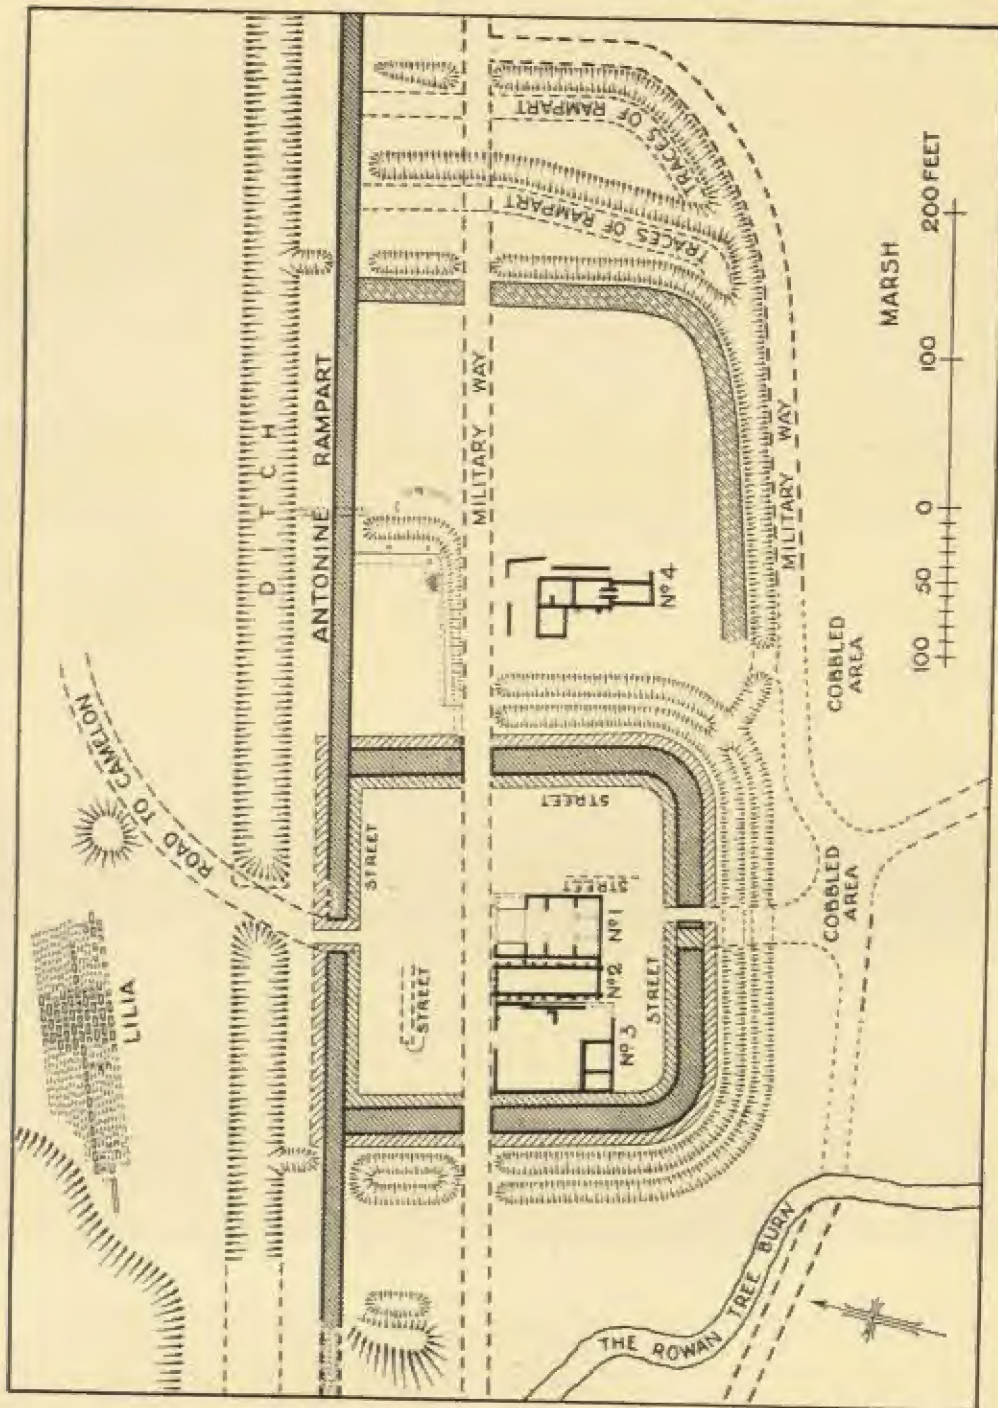 LILIA
ROAD TO CAMELON
DITCH
ANTONINE RAMPART
STREET
STREET
STREET
STREET
STREET
MILITARY WAY
Nº 1
Nº 2
Nº 3
Nº 4
TRACES OF
RAMPART
TRACES OF RAMPART
MILITARY WAY
COBBLED
AREA
COBBLED
AREA
MARSH
THE ROWAN TREE BURN
100 50 0 100 200 FEET